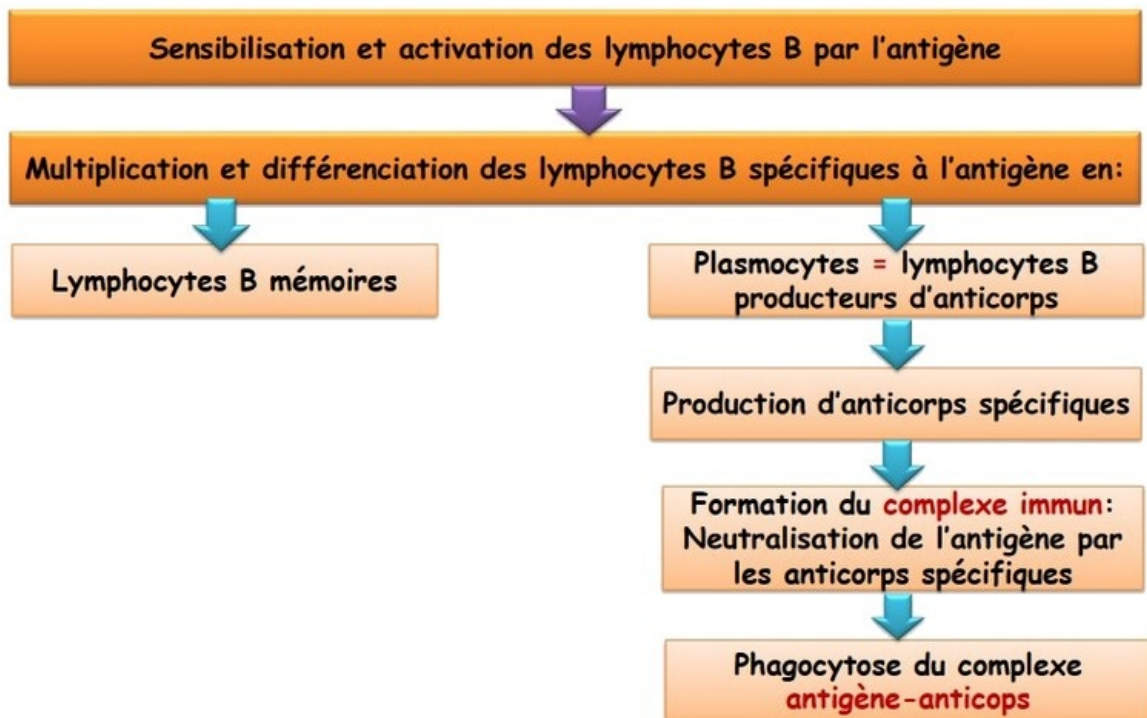 Sensibilisation et activation des lymphocytes B par l'antigène
Multiplication et différenciation des lymphocytes B spécifiques à l'antigène en:
Lymphocytes B mémoires
Plasmocytes = lymphocytes B
producteurs d'anticorps
Production d'anticorps spécifiques
Formation du complexe immun:
Neutralisation de l'antigène par
les anticorps spécifiques
Phagocytose du complexe
antigène-anticops